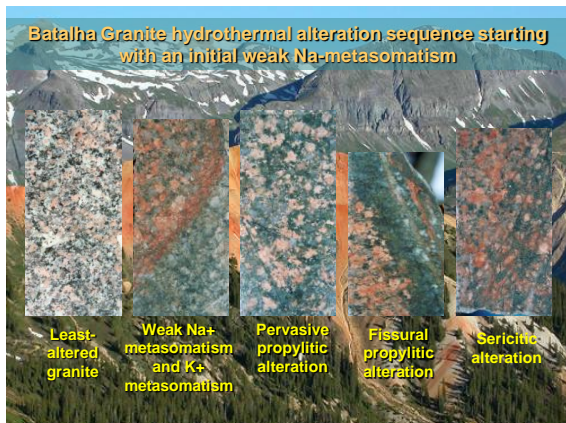 Batalha Granite hydrothermal alteration sequence starting
with an initial weak Na-metasomatism
Least-
altered
granite
Weak Na+
metasomatism
and K+
metasomatism
Pervasive
propylitic
alteration
Fissural
propylitic
alteration
Sericitic
alteration